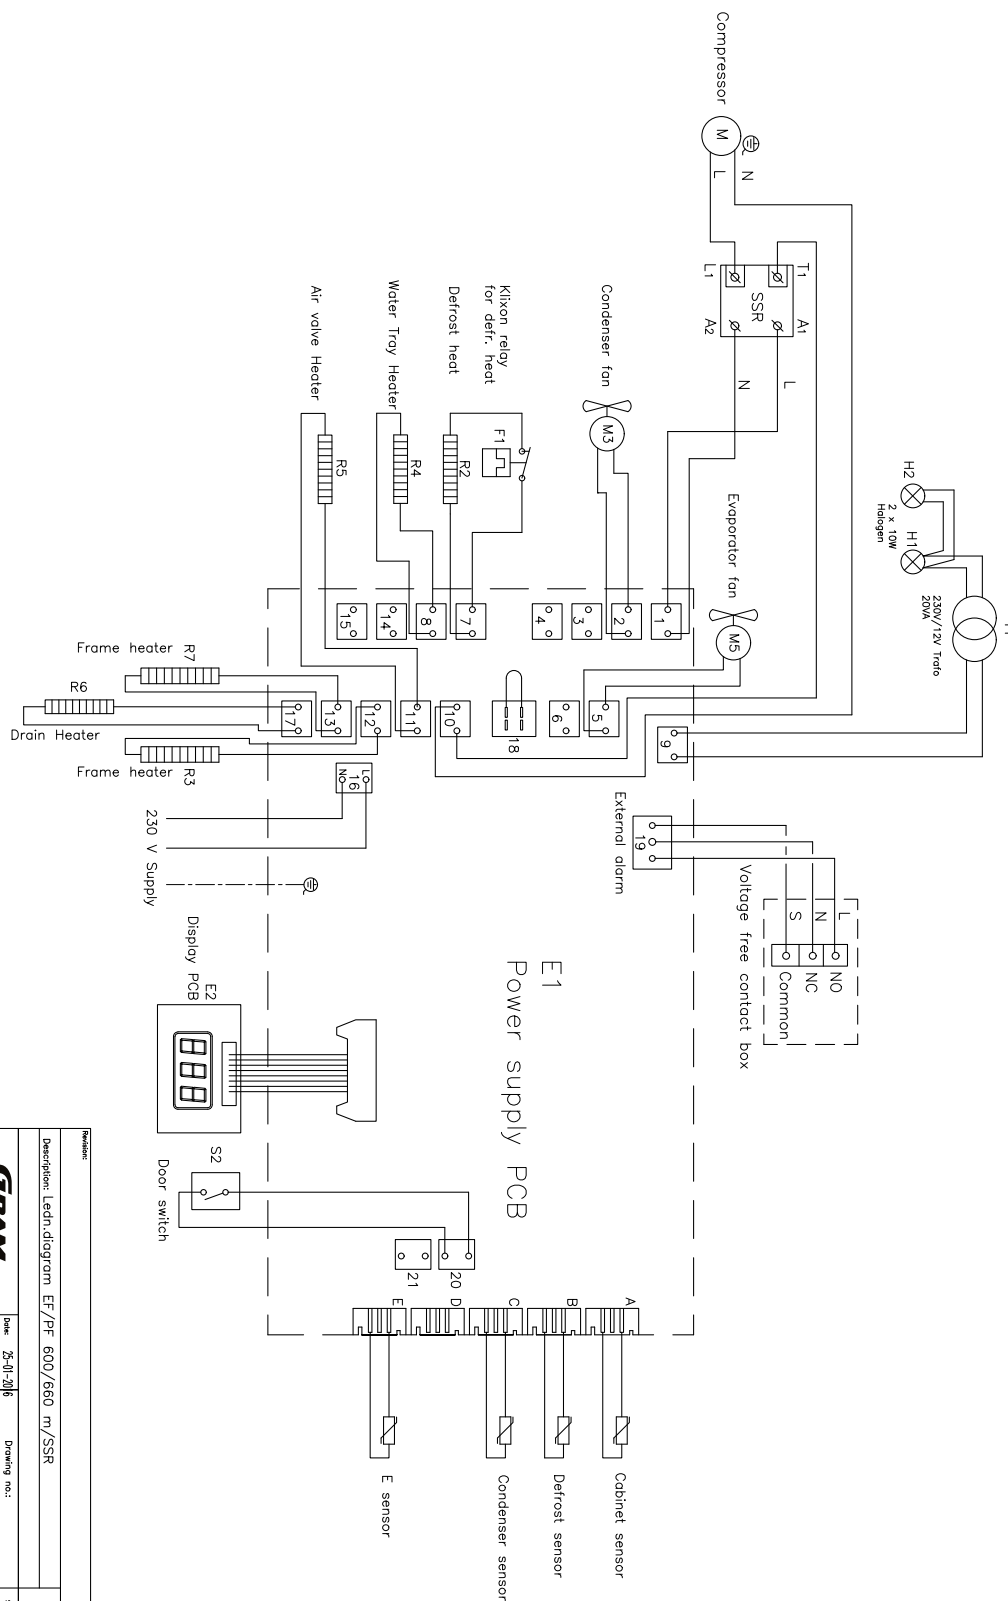 Compressor
M
N
L
L1
T1
SSR
A2
A1
N
L
H2
H1
2 x 10W
Halogen
230V/12V Trafo
20VA
Condenser fan
M3
Evaporator fan
M5
Klixon relay
for defr. heat
F1
Defrost heat
R2
Water Tray Heater
R4
Air valve Heater
R5
1
2
3
4
7
8
14
15
5
6
18
10
11
12
13
17
9
16
L
N
Frame heater
R7
R6
Drain Heater
Frame heater
R3
230 V Supply
External alarm
19
Voltage free contact box
L
N
S
NO
NC
Common
E1
Power supply PCB
E2
Display PCB
S2
Door switch
20
21
A
B
C
D
E
Cabinet sensor
Defrost sensor
Condenser sensor
E sensor
Revision:
Description: Ledn.diagram EF/PF 600/660 m/SSR
GRAM
Date: 25-01-2016
Drawing no.: